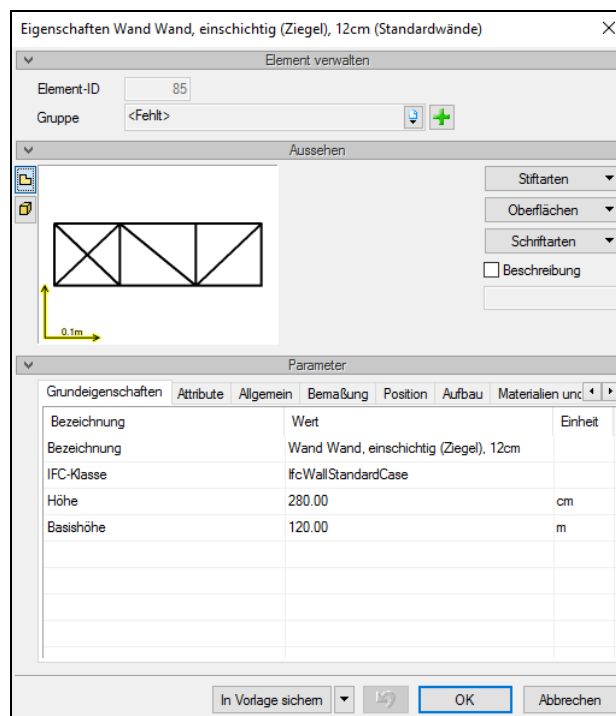 Eigenschaften Wand Wand, einschichtig (Ziegel), 12cm (Standardwände)
Element verwalten
Element-ID 85
Gruppe <Fehlt>
Aussehen
Stiftarten
Oberflächen
Schriftarten
Beschreibung
0.1m
Parameter
Grundeigenschaften Attribute Allgemein Bemaßung Position Aufbau Materialien unc
Bezeichnung Wert Einheit
Bezeichnung Wand Wand, einschichtig (Ziegel), 12cm
IFC-Klasse IfcWallStandardCase
Höhe 280.00 cm
Basishöhe 120.00 m
In Vorlage sichern OK Abbrechen